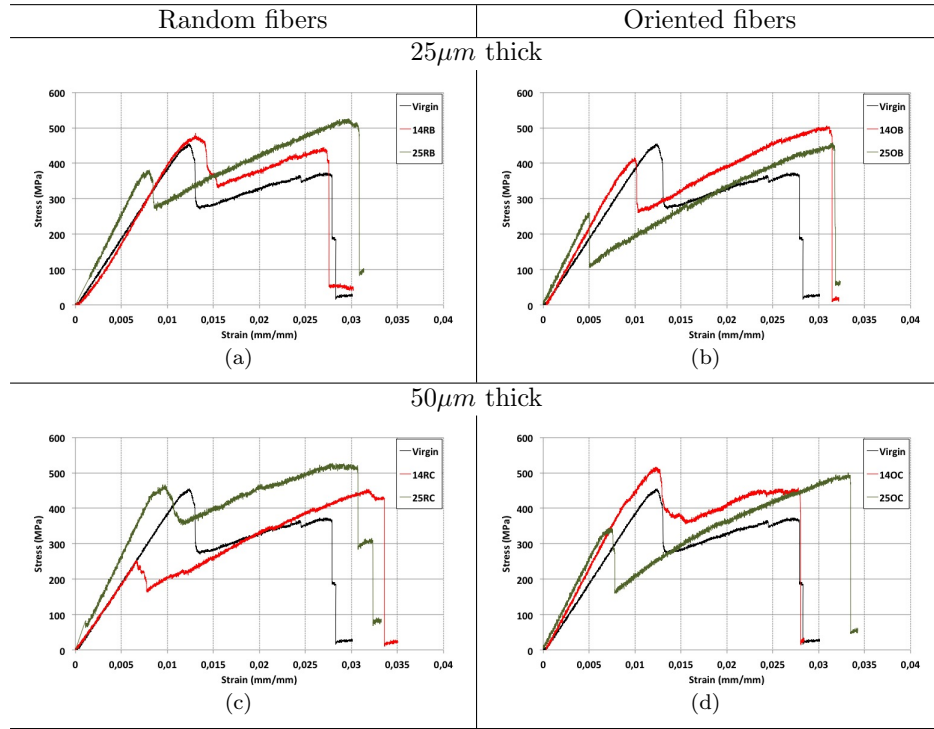 Random fibers
Oriented fibers
25μm thick
600
500
400
300
200
100
0
Stress (MPa)
Virgin
14RB
25RB
0 0,005 0,01 0,015 0,02 0,025 0,03 0,035 0,04
Strain (mm/mm)
(a)
600
500
400
300
200
100
0
Stress (MPa)
Virgin
14OB
25OB
0 0,005 0,01 0,015 0,02 0,025 0,03 0,035 0,04
Strain (mm/mm)
(b)
50μm thick
600
500
400
300
200
100
0
Stress (MPa)
Virgin
14RC
25RC
0 0,005 0,01 0,015 0,02 0,025 0,03 0,035 0,04
Strain (mm/mm)
(c)
600
500
400
300
200
100
0
Stress (MPa)
Virgin
14OC
25OC
0 0,005 0,01 0,015 0,02 0,025 0,03 0,035 0,04
Strain (mm/mm)
(d)